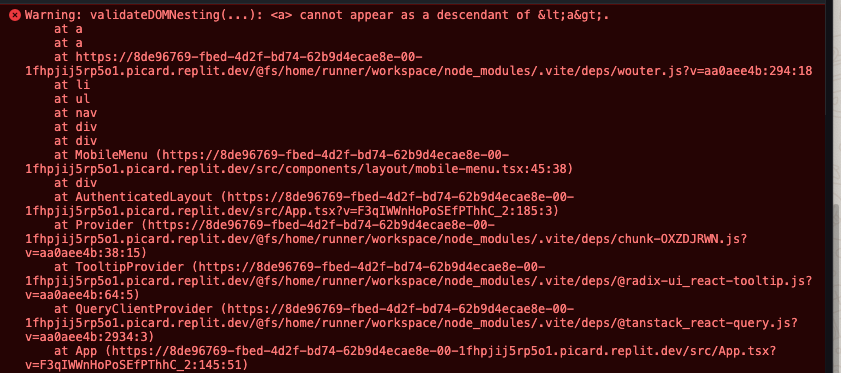 Warning: validateDOMNesting(...): <a> cannot appear as a descendant of &lt;a&gt;.
at a
at a
at https://8de96769-fbed-4d2f-bd74-62b9d4ecae8e-00-
1fhpjij5rp5o1.picard.replit.dev/@fs/home/runner/workspace/node_modules/.vite/deps/wouter.js?v=aa0aee4b:294:18
at li
at ul
at nav
at div
at div
at MobileMenu (https://8de96769-fbed-4d2f-bd74-62b9d4ecae8e-00-
1fhpjij5rp5o1.picard.replit.dev/src/components/layout/mobile-menu.tsx:45:38)
at div
at AuthenticatedLayout (https://8de96769-fbed-4d2f-bd74-62b9d4ecae8e-00-
1fhpjij5rp5o1.picard.replit.dev/src/App.tsx?v=F3qIWWnHoPoSEfPThhC_2:185:3)
at Provider (https://8de96769-fbed-4d2f-bd74-62b9d4ecae8e-00-
1fhpjij5rp5o1.picard.replit.dev/@fs/home/runner/workspace/node_modules/.vite/deps/chunk-OXZDJRWN.js?
v=aa0aee4b:38:15)
at TooltipProvider (https://8de96769-fbed-4d2f-bd74-62b9d4ecae8e-00-
1fhpjij5rp5o1.picard.replit.dev/@fs/home/runner/workspace/node_modules/.vite/deps/@radix-ui_react-tooltip.js?
v=aa0aee4b:64:5)
at QueryClientProvider (https://8de96769-fbed-4d2f-bd74-62b9d4ecae8e-00-
1fhpjij5rp5o1.picard.replit.dev/@fs/home/runner/workspace/node_modules/.vite/deps/@tanstack_react-query.js?
v=aa0aee4b:2934:3)
at App (https://8de96769-fbed-4d2f-bd74-62b9d4ecae8e-00-1fhpjij5rp5o1.picard.replit.dev/src/App.tsx?
v=F3qIWWnHoPoSEfPThhC_2:145:51)